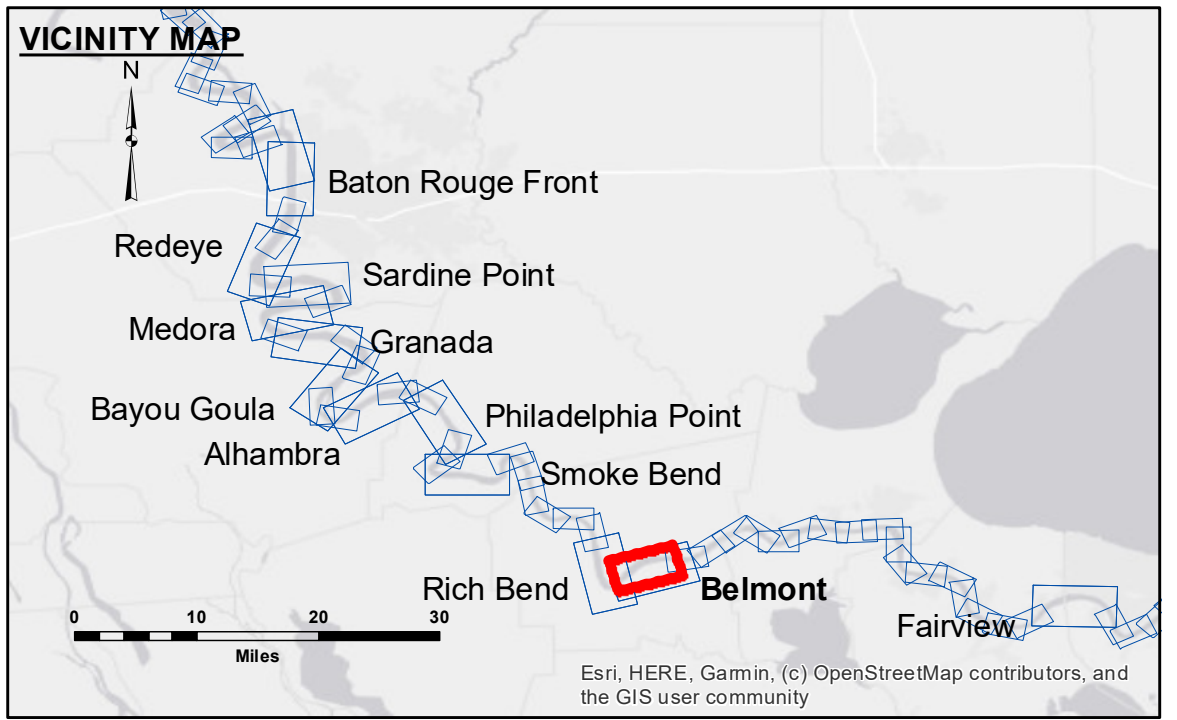 VICINITY MAP
N
Baton Rouge Front
Redeye
Sardine Point
Medora
Granada
Bayou Goula
Philadelphia Point
Alhambra
Smoke Bend
Rich Bend
Belmont
Fairview
0 10 20 30
Miles
Esri, HERE, Garmin, (c) OpenStreetMap contributors, and
the GIS user community